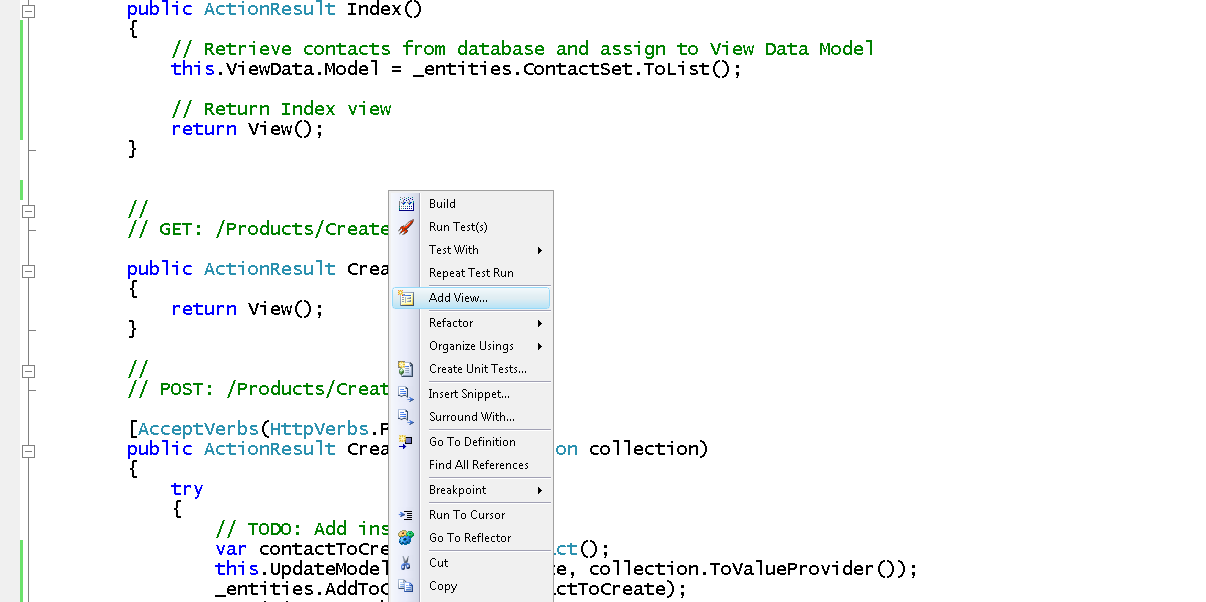 public ActionResult Index()
{
// Retrieve contacts from database and assign to View Data Model
this.ViewData.Model = _entities.ContactSet.ToList();
// Return Index view
return View();
}
//
// GET: /Products/Create
public ActionResult Crea
{
return View();
}
//
// POST: /Products/Creat
[AcceptVerbs(HttpVerbs.P
public ActionResult Crea on collection)
{
try
{
// TODO: Add ins
var contactToCre ct();
this.UpdateModel e, collection.ToValueProvider());
_entities.AddToC ctToCreate);
Build
Run Test(s)
Test With
Repeat Test Run
Add View...
Refactor
Organize Usings
Create Unit Tests...
Insert Snippet...
Surround With...
Go To Definition
Find All References
Breakpoint
Run To Cursor
Go To Reflector
Cut
Copy